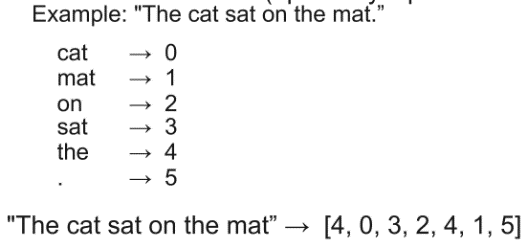 Example: "The cat sat on the mat.”
cat → 0
mat → 1
on → 2
sat → 3
the → 4
. → 5
"The cat sat on the mat” → [4, 0, 3, 2, 4, 1, 5]